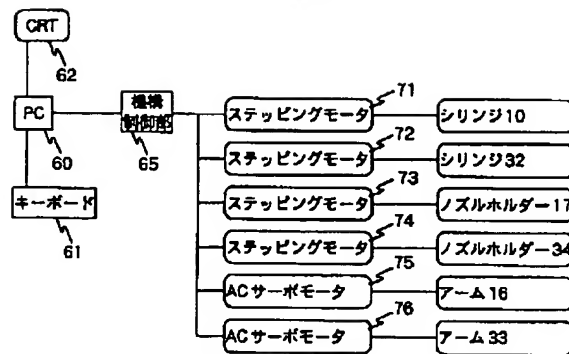 CRT
62
PC
60
キーボード
61
機構
制御部
65
ステッピングモータ
71
シリンジ10
ステッピングモータ
72
シリンジ32
ステッピングモータ
73
ノズルホルダー17
ステッピングモータ
74
ノズルホルダー34
ACサーボモータ
75
アーム16
ACサーボモータ
76
アーム33